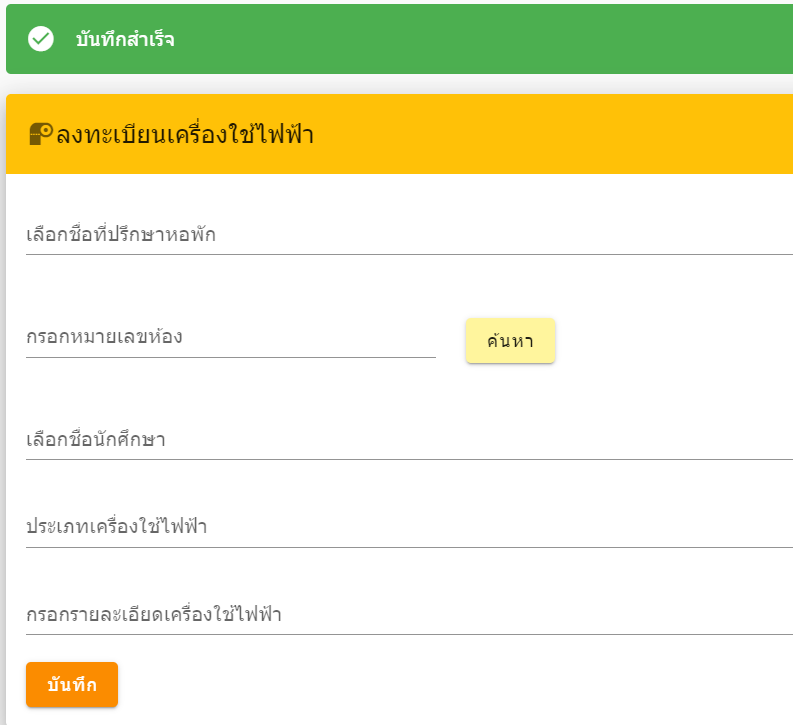 บันทึกสำเร็จ
ลงทะเบียนเครื่องใช้ไฟฟ้า
เลือกชื่อที่ปรึกษาหอพัก
กรอกหมายเลขห้อง
ค้นหา
เลือกชื่อนักศึกษา
ประเภทเครื่องใช้ไฟฟ้า
กรอกรายละเอียดเครื่องใช้ไฟฟ้า
บันทึก